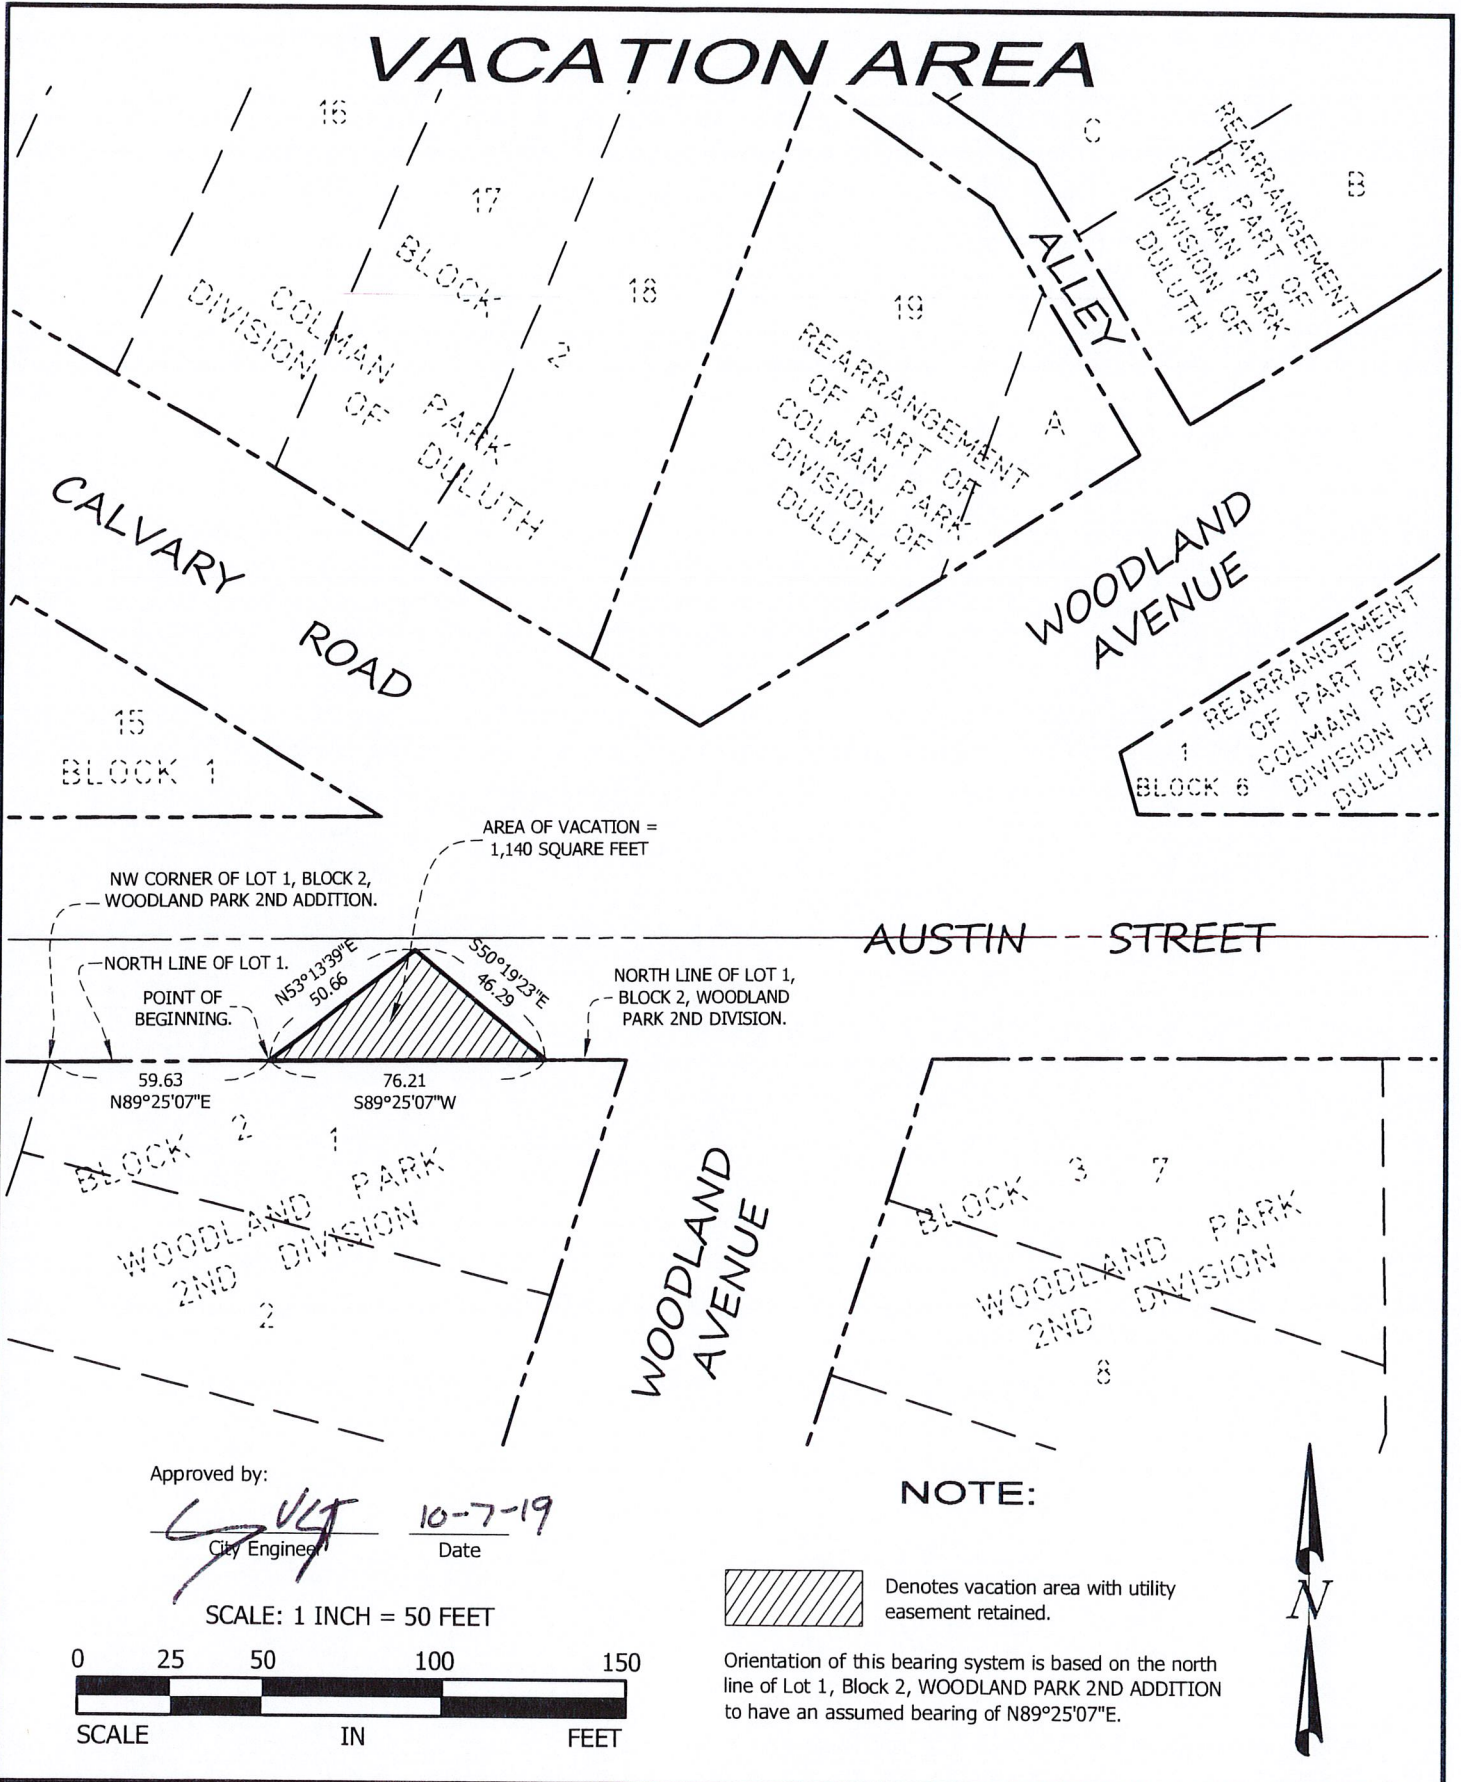 VACATION AREA
16
17
BLOCK
2
18
COLMAN PARK
DIVISION OF DULUTH
19
REARRANGEMENT
OF PART OF
COLMAN PARK
DIVISION OF
DULUTH
A
ALLEY
C
B
REARRANGEMENT
OF PART OF
COLMAN PARK
DIVISION OF
DULUTH
CALVARY ROAD
WOODLAND
AVENUE
15
BLOCK 1
REARRANGEMENT
OF PART OF
COLMAN PARK
DIVISION OF
DULUTH
1
BLOCK 6
AREA OF VACATION =
1,140 SQUARE FEET
NW CORNER OF LOT 1, BLOCK 2,
WOODLAND PARK 2ND ADDITION.
AUSTIN STREET
NORTH LINE OF LOT 1.
N53°13'39"E
50.66
S50°19'23"E
46.29
POINT OF
BEGINNING.
NORTH LINE OF LOT 1,
BLOCK 2, WOODLAND
PARK 2ND DIVISION.
59.63
N89°25'07"E
76.21
S89°25'07"W
BLOCK 2
1
WOODLAND PARK
2ND DIVISION
2
WOODLAND
AVENUE
BLOCK 3
7
WOODLAND PARK
2ND DIVISION
8
Approved by:
10-7-19
City Engineer
Date
SCALE: 1 INCH = 50 FEET
0 25 50 100 150
SCALE IN FEET
NOTE:
Denotes vacation area with utility
easement retained.
N
Orientation of this bearing system is based on the north
line of Lot 1, Block 2, WOODLAND PARK 2ND ADDITION
to have an assumed bearing of N89°25'07"E.